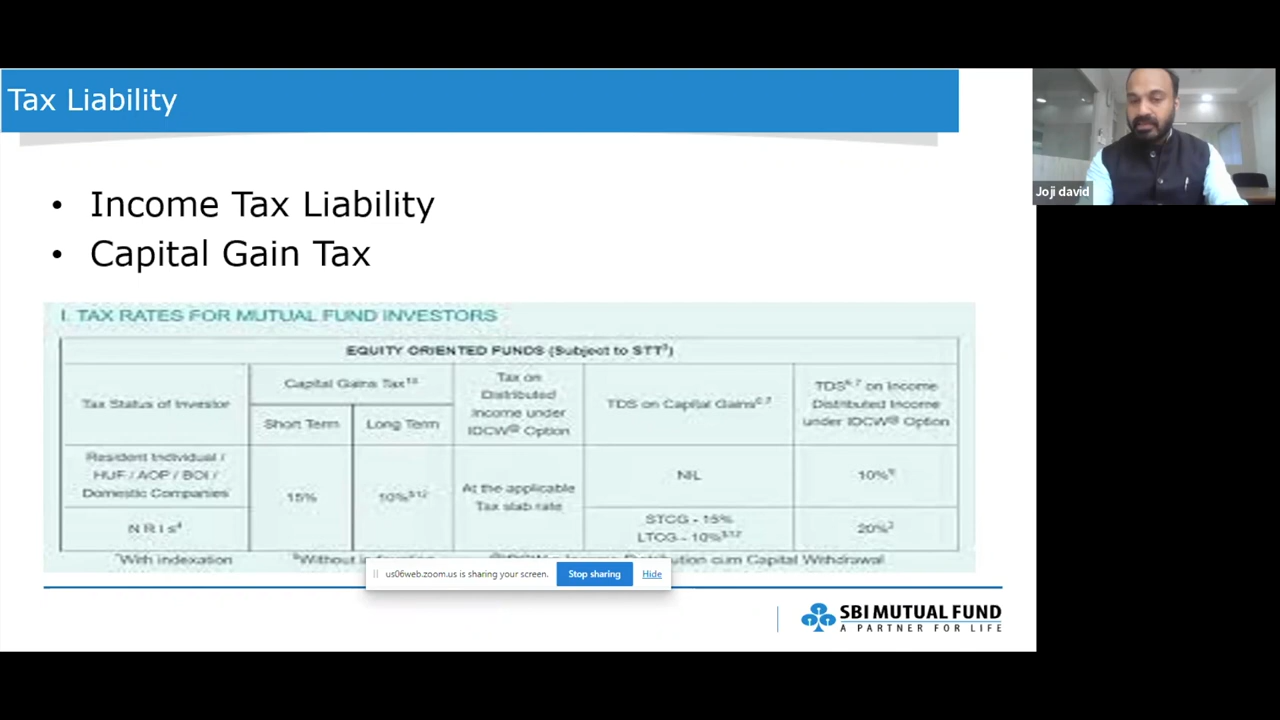 Tax Liability
Joji david
• Income Tax Liability
• Capital Gain Tax
I. TAX RATES FOR MUTUAL FUND INVESTORS
EQUITY ORIENTED FUNDS (Subject to STT)
Tax Status of Investor
Capital Gains Tax
Short Term
Long Term
Tax on
Distributed
Income under
IDCW@ Option
TDS on Capital Gains
TDS on Income
Distributed Income
under IDCW@ Option
Resident Individual /
HUF / AOP / BOI /
Domestic Companies
15%
10%
At the applicable
Tax slab rate
NIL
10%
N R I s
STCG - 15%
LTCG - 10%
20%
With indexation
Without
Distribution cum Capital Withdrawal
us06web.zoom.us is sharing your screen.
Stop sharing
Hide
SBI MUTUAL FUND
A PARTNER FOR LIFE